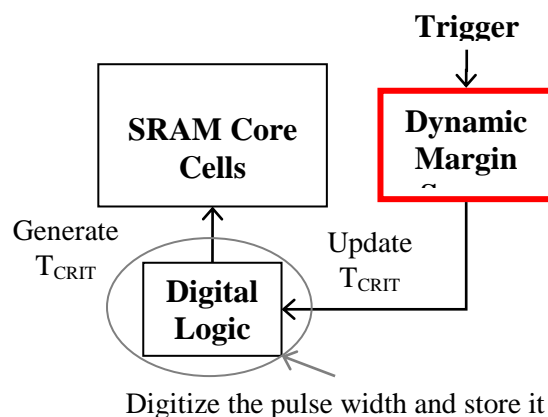 Trigger
SRAM Core
Cells
Dynamic
Margin
Generate
TCRIT
Update
TCRIT
Digital
Logic
Digitize the pulse width and store it